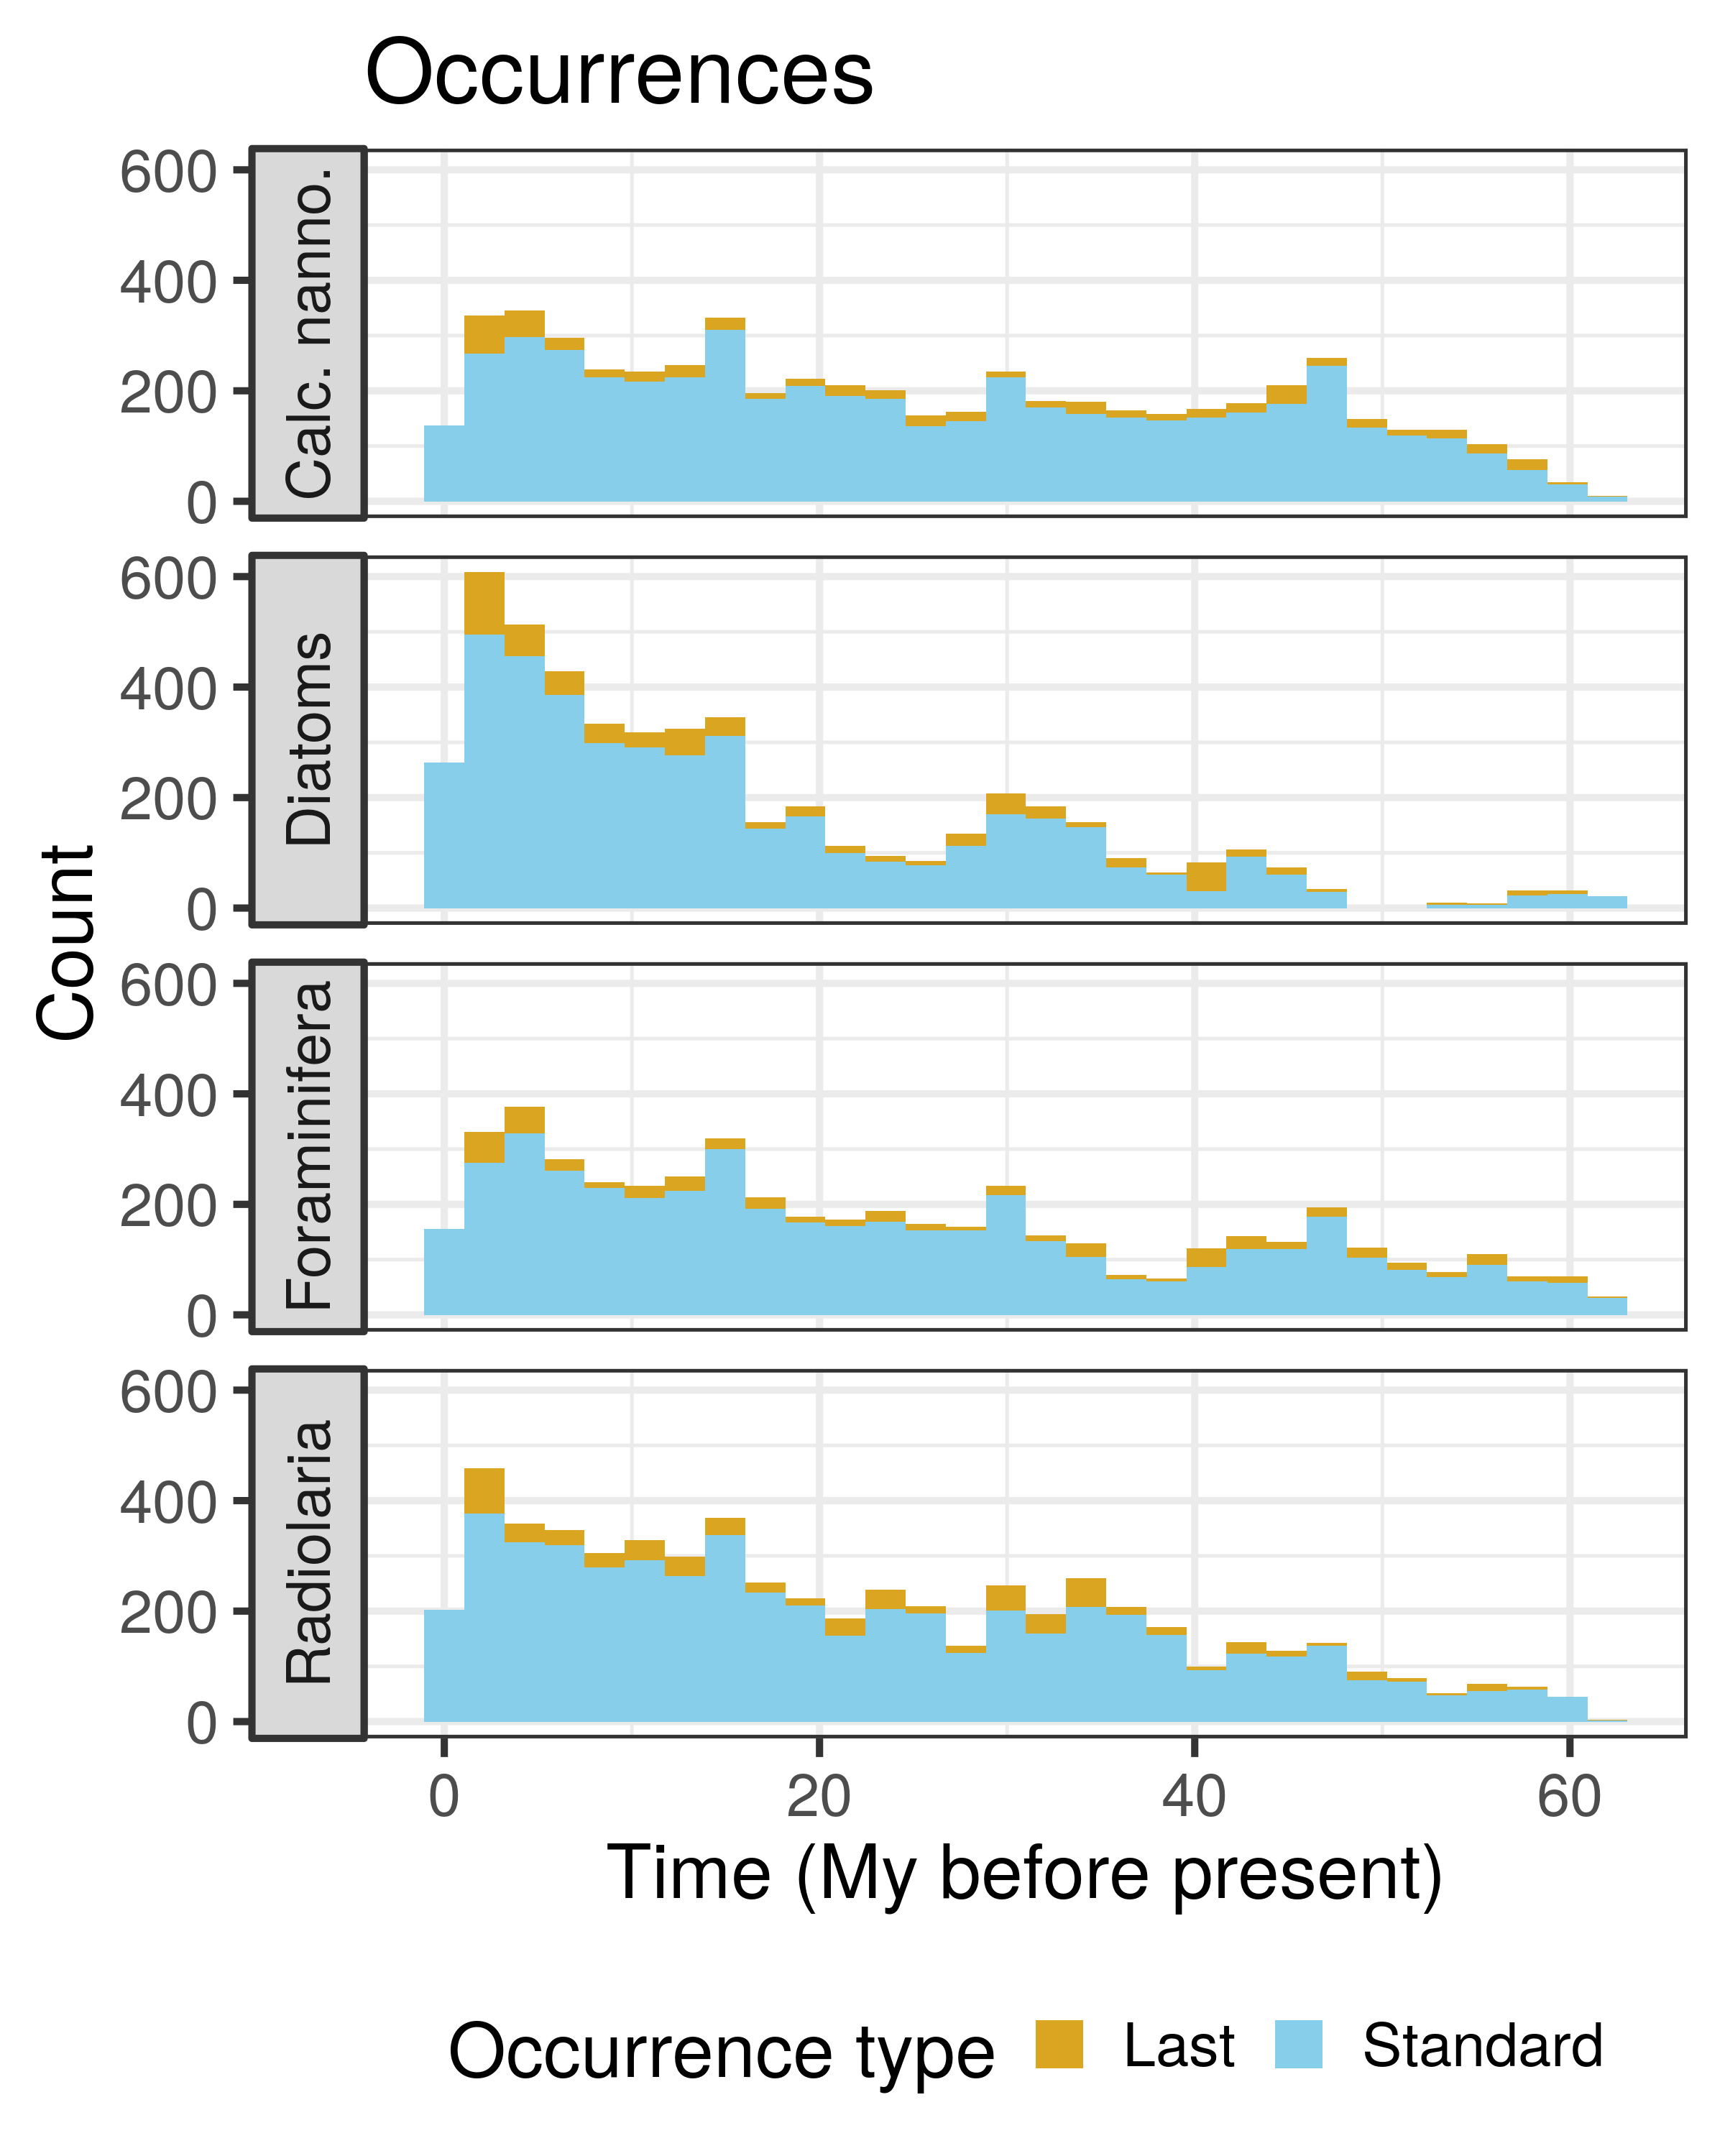 Occurrences
Count
Calc. nanno.
600
400
200
0
Diatoms
600
400
200
0
Foraminifera
600
400
200
0
Radiolaria
600
400
200
0
0 20 40 60
Time (My before present)
Occurrence type Last Standard